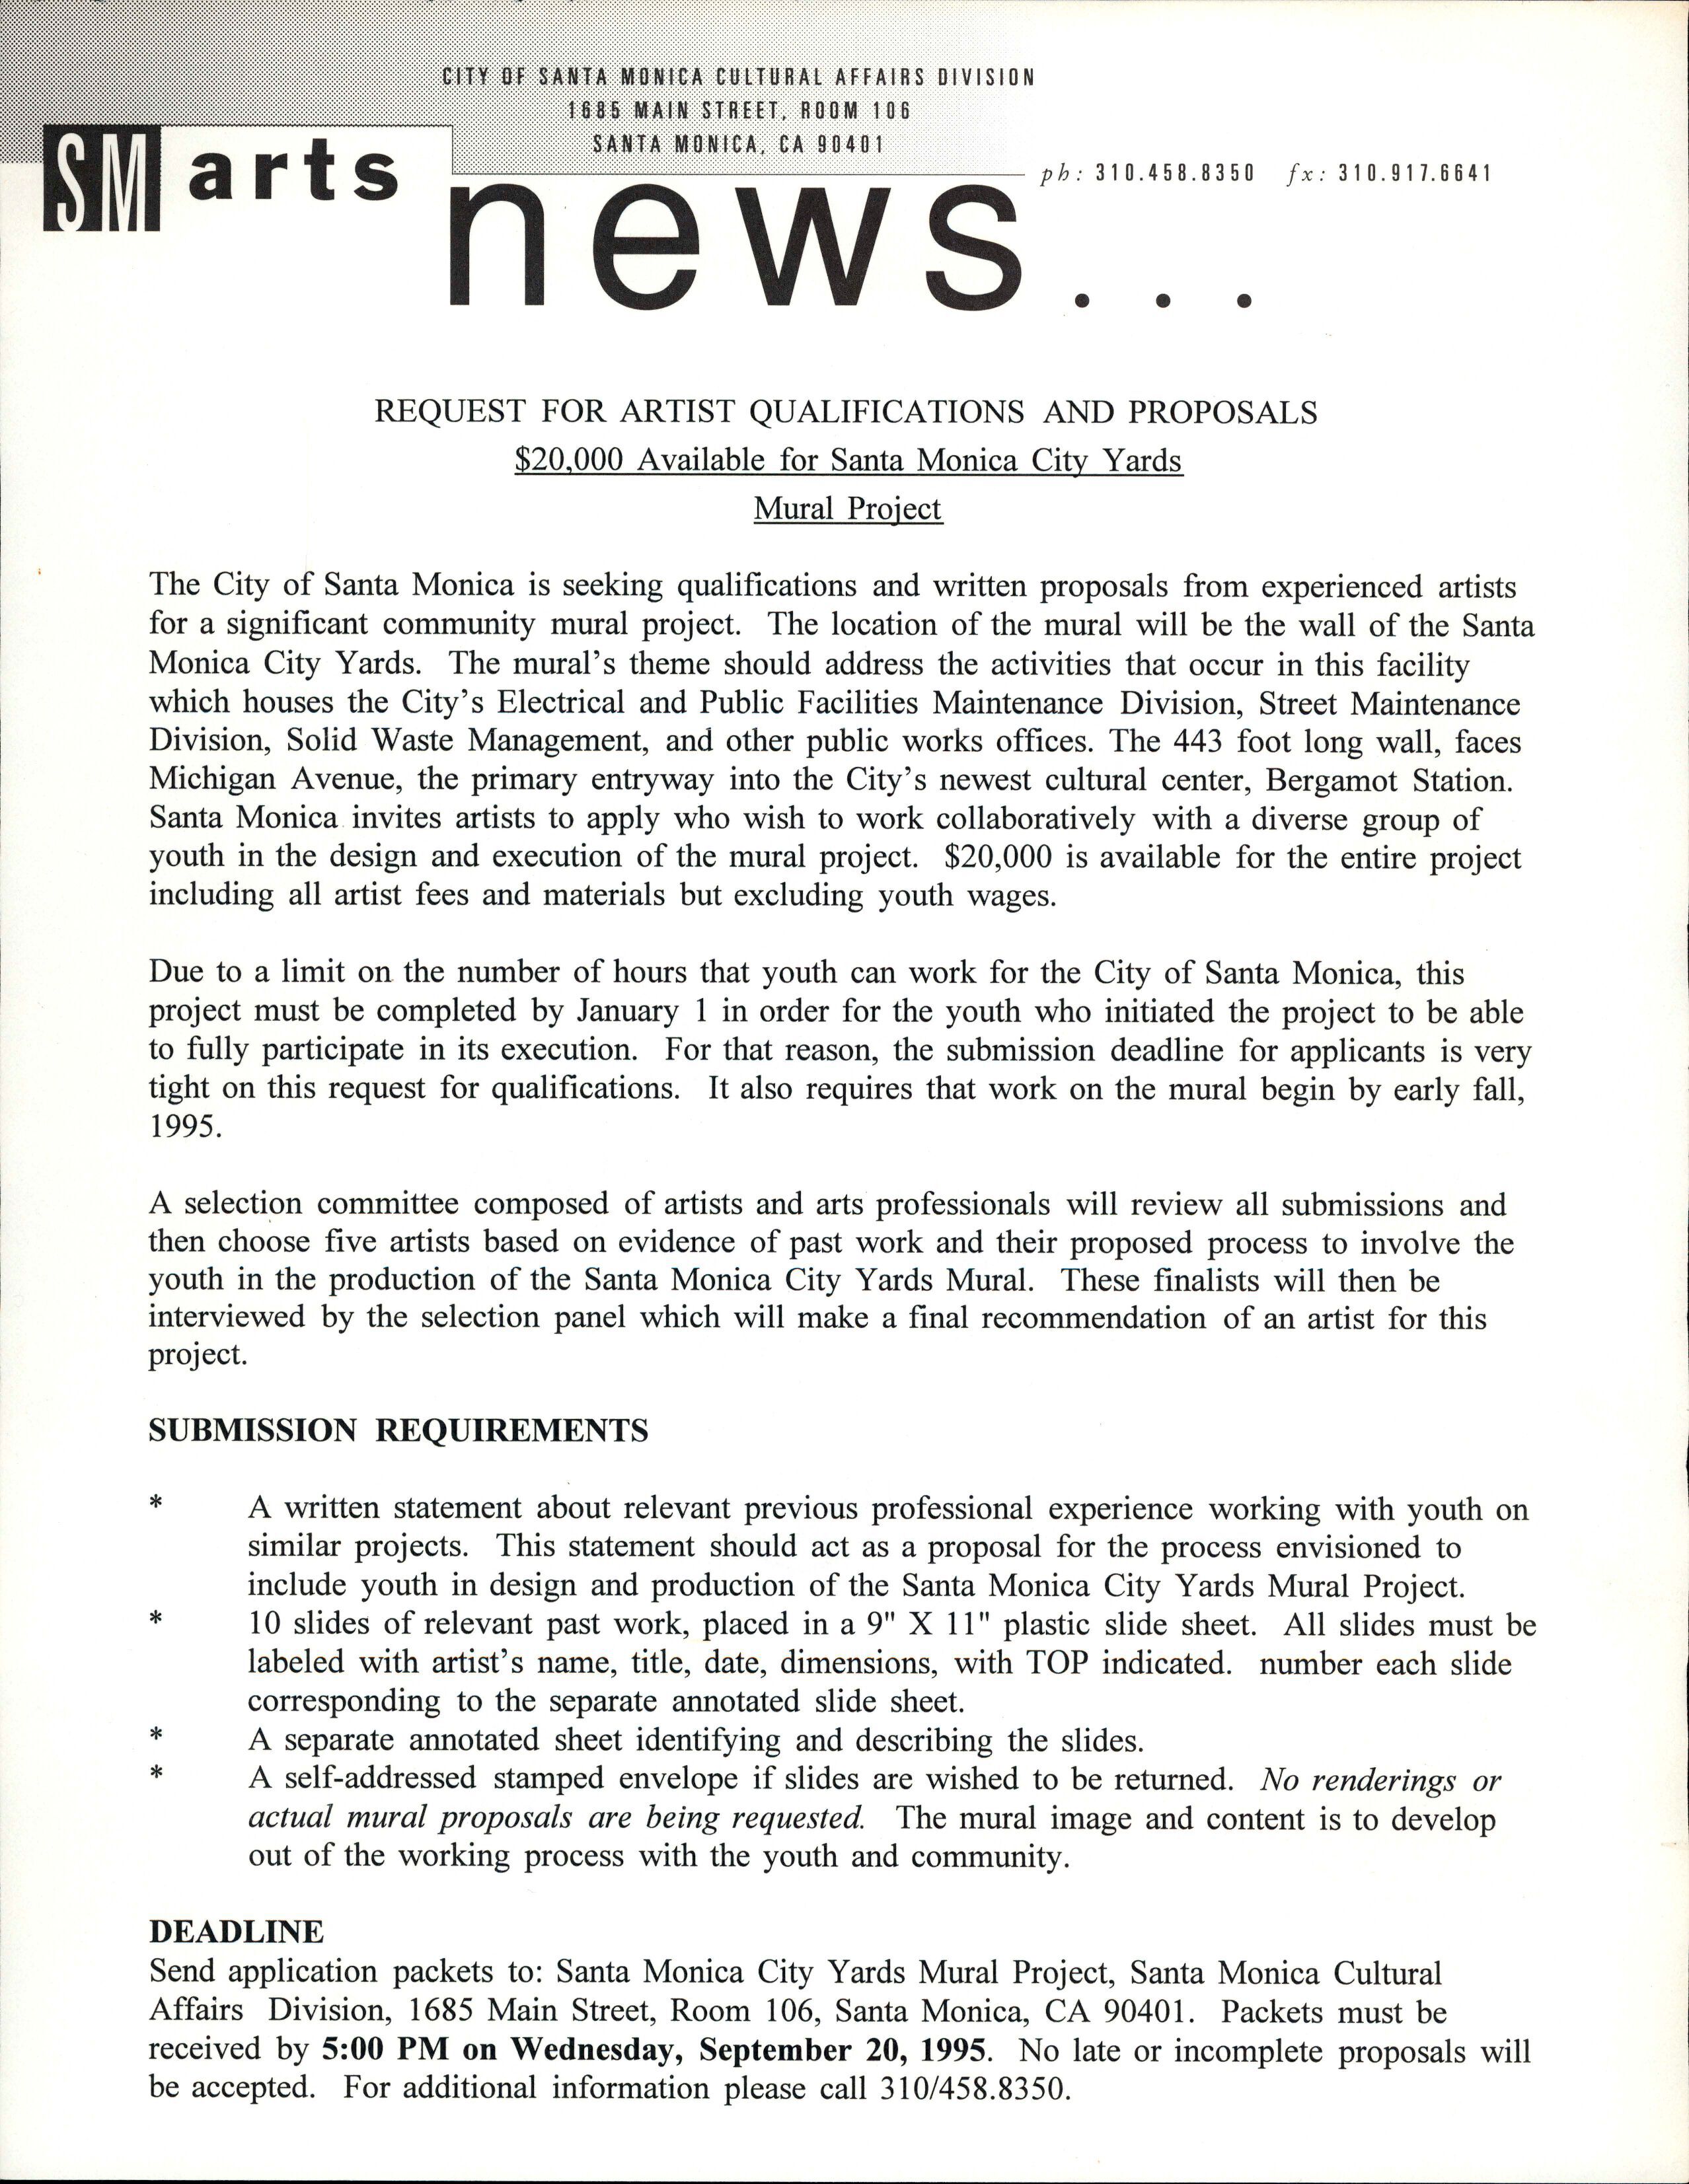 CITY OF SANTA MONICA CULTURAL AFFAIRS DIVISION
1685 MAIN STREET, ROOM 106
SANTA MONICA, CA 90401
ph: 310.458.8350 fx: 310.917.6641
SM arts
news...
REQUEST FOR ARTIST QUALIFICATIONS AND PROPOSALS
$20,000 Available for Santa Monica City Yards
Mural Project
The City of Santa Monica is seeking qualifications and written proposals from experienced artists
for a significant community mural project. The location of the mural will be the wall of the Santa
Monica City Yards. The mural's theme should address the activities that occur in this facility
which houses the City's Electrical and Public Facilities Maintenance Division, Street Maintenance
Division, Solid Waste Management, and other public works offices. The 443 foot long wall, faces
Michigan Avenue, the primary entryway into the City's newest cultural center, Bergamot Station.
Santa Monica invites artists to apply who wish to work collaboratively with a diverse group of
youth in the design and execution of the mural project. $20,000 is available for the entire project
including all artist fees and materials but excluding youth wages.
Due to a limit on the number of hours that youth can work for the City of Santa Monica, this
project must be completed by January 1 in order for the youth who initiated the project to be able
to fully participate in its execution. For that reason, the submission deadline for applicants is very
tight on this request for qualifications. It also requires that work on the mural begin by early fall,
1995.
A selection committee composed of artists and arts professionals will review all submissions and
then choose five artists based on evidence of past work and their proposed process to involve the
youth in the production of the Santa Monica City Yards Mural. These finalists will then be
interviewed by the selection panel which will make a final recommendation of an artist for this
project.
SUBMISSION REQUIREMENTS
* A written statement about relevant previous professional experience working with youth on
similar projects. This statement should act as a proposal for the process envisioned to
include youth in design and production of the Santa Monica City Yards Mural Project.
* 10 slides of relevant past work, placed in a 9" X 11" plastic slide sheet. All slides must be
labeled with artist's name, title, date, dimensions, with TOP indicated. number each slide
corresponding to the separate annotated slide sheet.
* A separate annotated sheet identifying and describing the slides.
* A self-addressed stamped envelope if slides are wished to be returned. No renderings or
actual mural proposals are being requested. The mural image and content is to develop
out of the working process with the youth and community.
DEADLINE
Send application packets to: Santa Monica City Yards Mural Project, Santa Monica Cultural
Affairs Division, 1685 Main Street, Room 106, Santa Monica, CA 90401. Packets must be
received by 5:00 PM on Wednesday, September 20, 1995. No late or incomplete proposals will
be accepted. For additional information please call 310/458.8350.